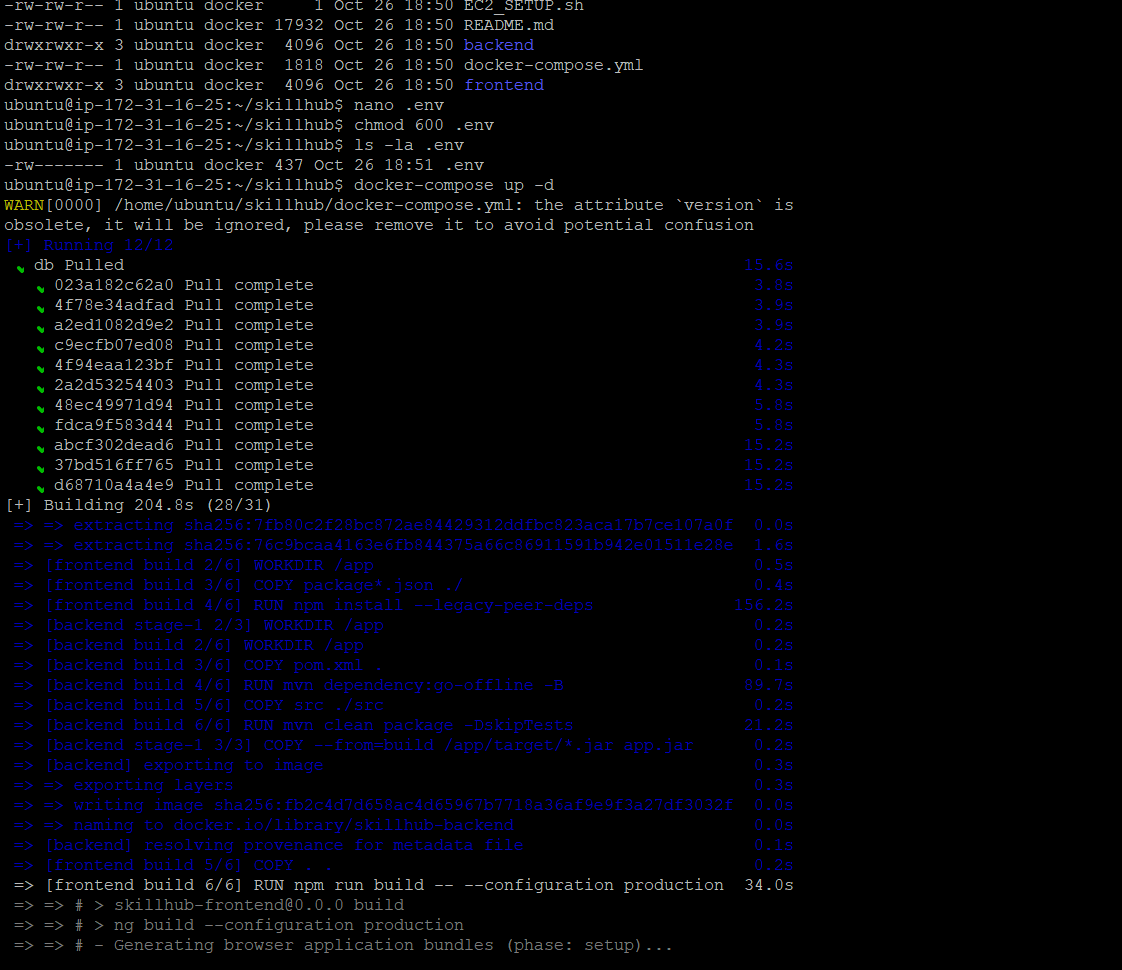 -rw-rw-r-- 1 ubuntu docker     1 Oct 26 18:50 EC2_SETUP.sh
-rw-rw-r-- 1 ubuntu docker 17932 Oct 26 18:50 README.md
drwxrwxr-x 3 ubuntu docker  4096 Oct 26 18:50 backend
-rw-rw-r-- 1 ubuntu docker  1818 Oct 26 18:50 docker-compose.yml
drwxrwxr-x 3 ubuntu docker  4096 Oct 26 18:50 frontend
ubuntu@ip-172-31-16-25:~/skillhub$ nano .env
ubuntu@ip-172-31-16-25:~/skillhub$ chmod 600 .env
ubuntu@ip-172-31-16-25:~/skillhub$ ls -la .env
-rw------- 1 ubuntu docker 437 Oct 26 18:51 .env
ubuntu@ip-172-31-16-25:~/skillhub$ docker-compose up -d
WARN[0000] /home/ubuntu/skillhub/docker-compose.yml: the attribute `version` is
obsolete, it will be ignored, please remove it to avoid potential confusion
[+] Running 12/12
✔ db Pulled 15.6s
✔ 023a182c62a0 Pull complete 3.8s
✔ 4f78e34adfad Pull complete 3.9s
✔ a2ed1082d9e2 Pull complete 3.9s
✔ c9ecfb07ed08 Pull complete 4.2s
✔ 4f94eaa123bf Pull complete 4.3s
✔ 2a2d53254403 Pull complete 4.3s
✔ 48ec49971d94 Pull complete 5.8s
✔ fdca9f583d44 Pull complete 5.8s
✔ abcf302dead6 Pull complete 15.2s
✔ 37bd516ff765 Pull complete 15.2s
✔ d68710a4a4e9 Pull complete 15.2s
[+] Building 204.8s (28/31)
=> => extracting sha256:7fb80c2f28bc872ae84429312ddfbc823aca17b7ce107a0f 0.0s
=> => extracting sha256:76c9bcaa4163e6fb844375a66c86911591b942e01511e28e 1.6s
=> [frontend build 2/6] WORKDIR /app 0.5s
=> [frontend build 3/6] COPY package*.json ./ 0.4s
=> [frontend build 4/6] RUN npm install --legacy-peer-deps 156.2s
=> [backend stage-1 2/3] WORKDIR /app 0.2s
=> [backend build 2/6] WORKDIR /app 0.2s
=> [backend build 3/6] COPY pom.xml . 0.1s
=> [backend build 4/6] RUN mvn dependency:go-offline -B 89.7s
=> [backend build 5/6] COPY src ./src 0.2s
=> [backend build 6/6] RUN mvn clean package -DskipTests 21.2s
=> [backend stage-1 3/3] COPY --from=build /app/target/*.jar app.jar 0.2s
=> [backend] exporting to image 0.3s
=> => exporting layers 0.3s
=> => writing image sha256:fb2c4d7d658ac4d65967b7718a36af9e9f3a27df3032f 0.0s
=> => naming to docker.io/library/skillhub-backend 0.0s
=> [backend] resolving provenance for metadata file 0.1s
=> [frontend build 5/6] COPY . . 0.2s
=> [frontend build 6/6] RUN npm run build -- --configuration production 34.0s
=> => # > skillhub-frontend@0.0.0 build
=> => # > ng build --configuration production
=> => # - Generating browser application bundles (phase: setup)...